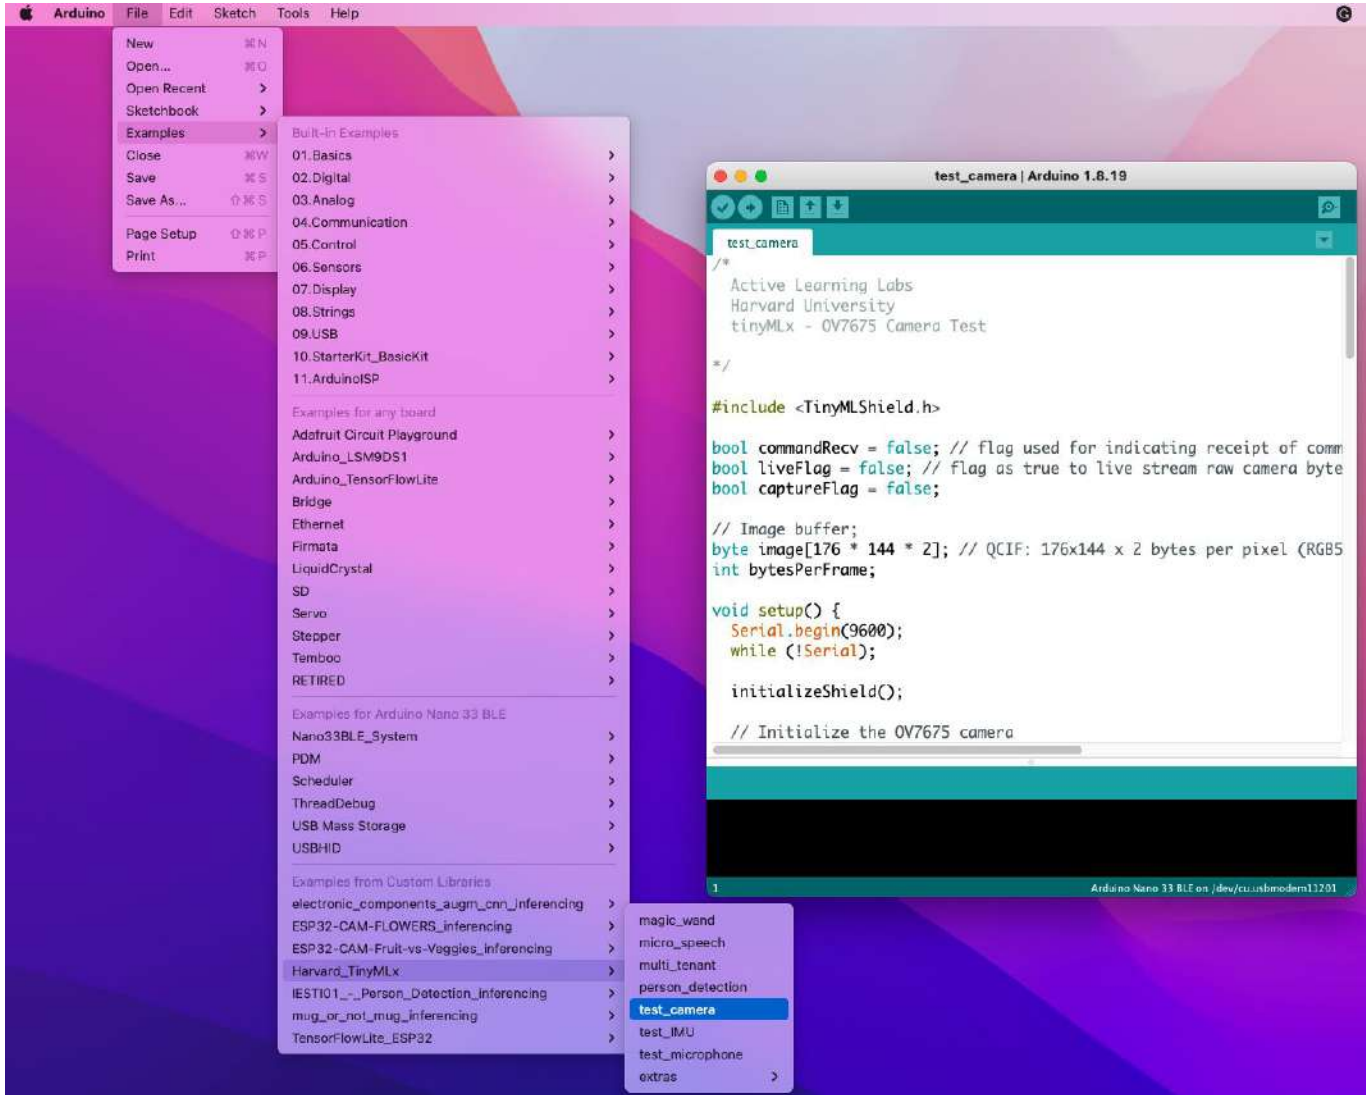 Arduino File Edit Sketch Tools Help
New ⌘N
Open... ⌘O
Open Recent
Sketchbook
Examples
Close ⌘W
Save ⌘S
Save As... ⇧⌘S
Page Setup ⇧⌘P
Print ⌘P
Built-in Examples
01.Basics
02.Digital
03.Analog
04.Communication
05.Control
06.Sensors
07.Display
08.Strings
09.USB
10.StarterKit_BasicKit
11.ArduinoISP
Examples for any board
Adafruit Circuit Playground
Arduino_LSM9DS1
Arduino_TensorFlowLite
Bridge
Ethernet
Firmata
LiquidCrystal
SD
Servo
Stepper
Temboo
RETIRED
Examples for Arduino Nano 33 BLE
Nano33BLE_System
PDM
Scheduler
ThreadDebug
USB Mass Storage
USBHID
Examples from Custom Libraries
electronic_components_augm_cnn_inferencing
ESP32-CAM-FLOWERS_inferencing
ESP32-CAM-Fruit-vs-Veggies_inferencing
Harvard_TinyMLx
IESTI01_-_Person_Detection_inferencing
mug_or_not_mug_inferencing
TensorFlowLite_ESP32
magic_wand
micro_speech
multi_tenant
person_detection
test_camera
test_IMU
test_microphone
extras
test_camera | Arduino 1.8.19
test_camera
/*
Active Learning Labs
Harvard University
tinyMLx - OV7675 Camera Test
*/
#include <TinyMLShield.h>
bool commandRecv = false; // flag used for indicating receipt of comm
bool liveFlag = false; // flag as true to live stream raw camera byte
bool captureFlag = false;
// Image buffer;
byte image[176 * 144 * 2]; // QCIF: 176x144 x 2 bytes per pixel (RGB5
int bytesPerFrame;
void setup() {
Serial.begin(9600);
while (!Serial);
initializeShield();
// Initialize the OV7675 camera
1 Arduino Nano 33 BLE on /dev/cu.usbmodem11201